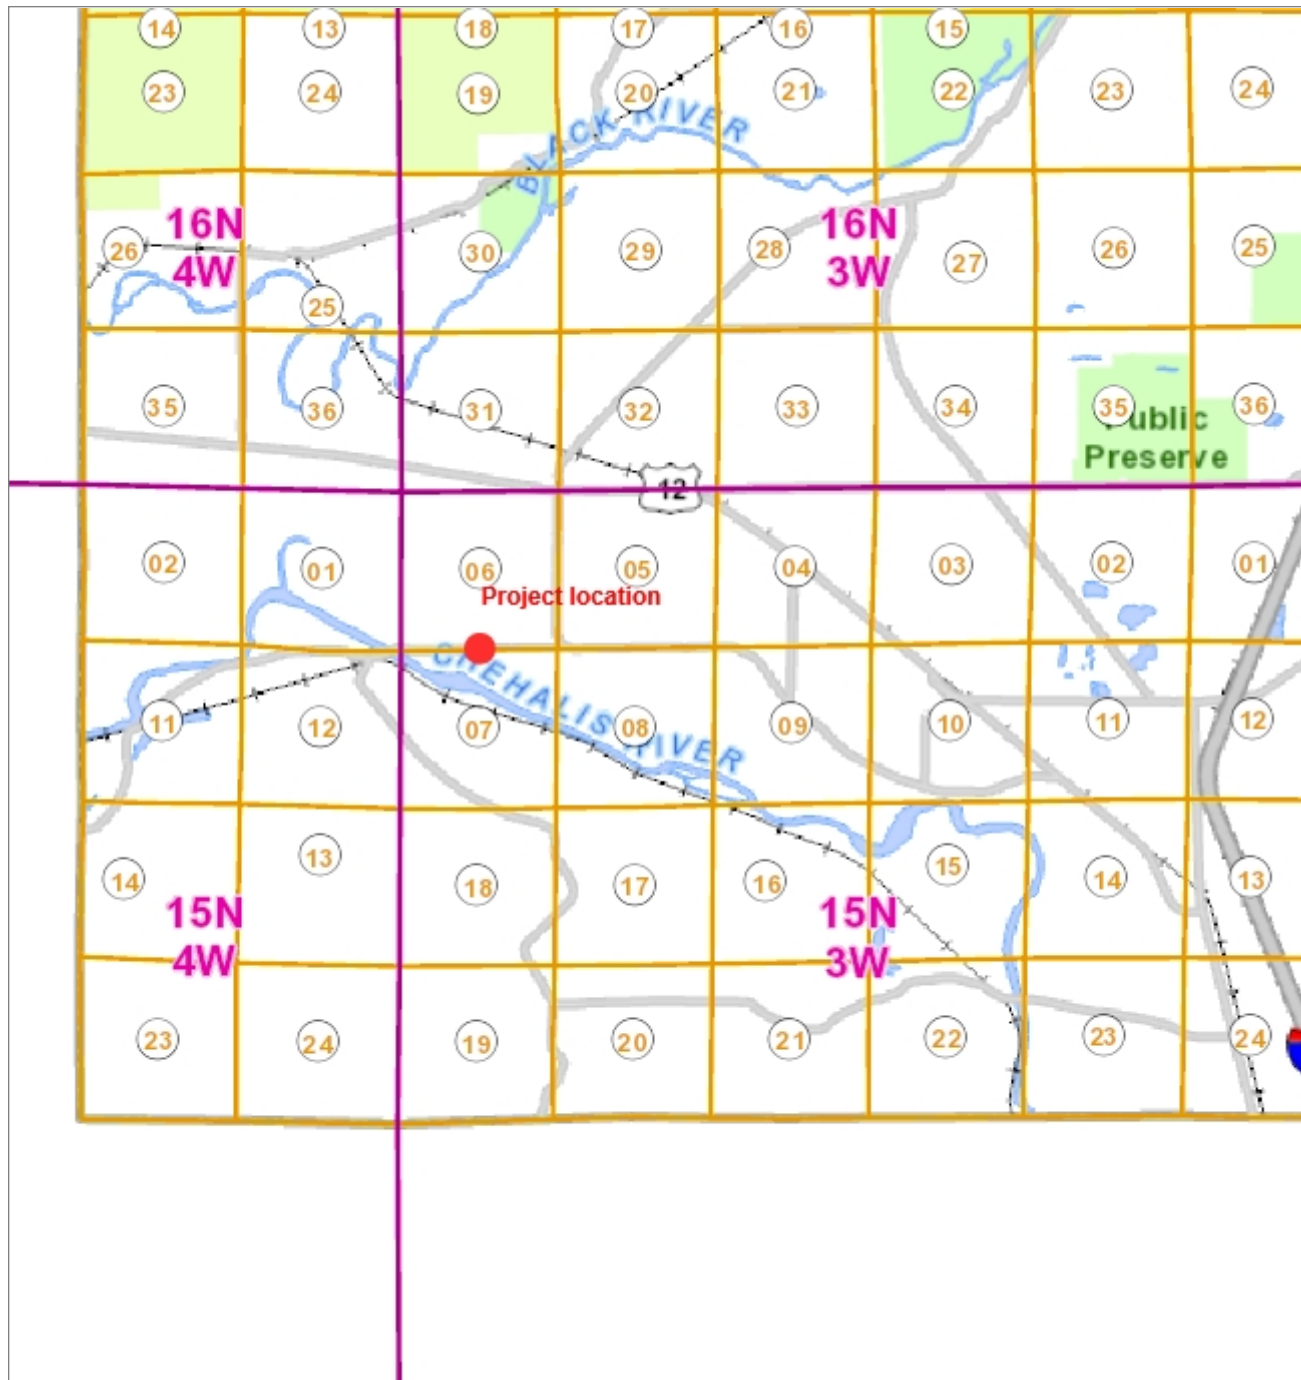 14 13 18 17 16 15
23 24 19 20 21 22 23 24
BLACK RIVER
16N
4W
16N
3W
26 25 30 29 28 27 26 25
35 36 31 32 33 34 35 36
Public
Preserve
12
02 01 06 05 04 03 02 01
Project location
CHEHALIS RIVER
11 12 07 08 09 10 11 12
14 13 18 17 16 15 14 13
15N
4W
15N
3W
23 24 19 20 21 22 23 24